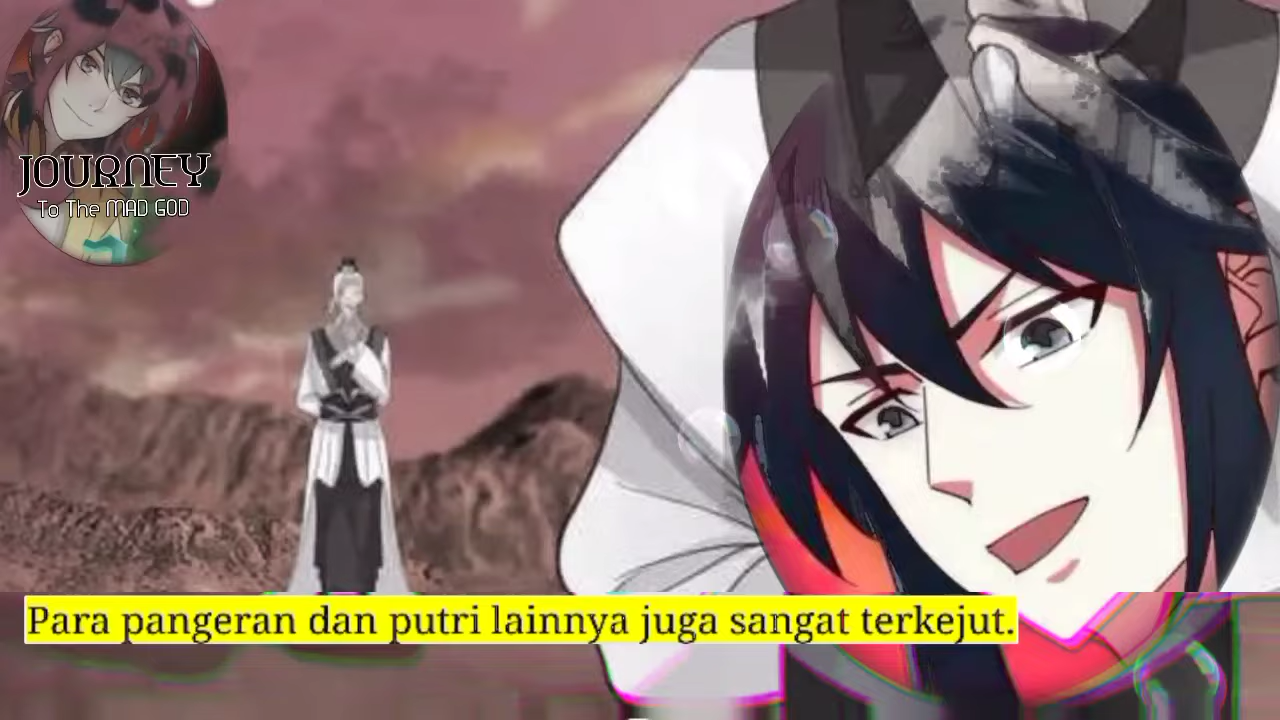 JOURNEY
To The MAD GOD
Para pangeran dan putri lainnya juga sangat terkejut.